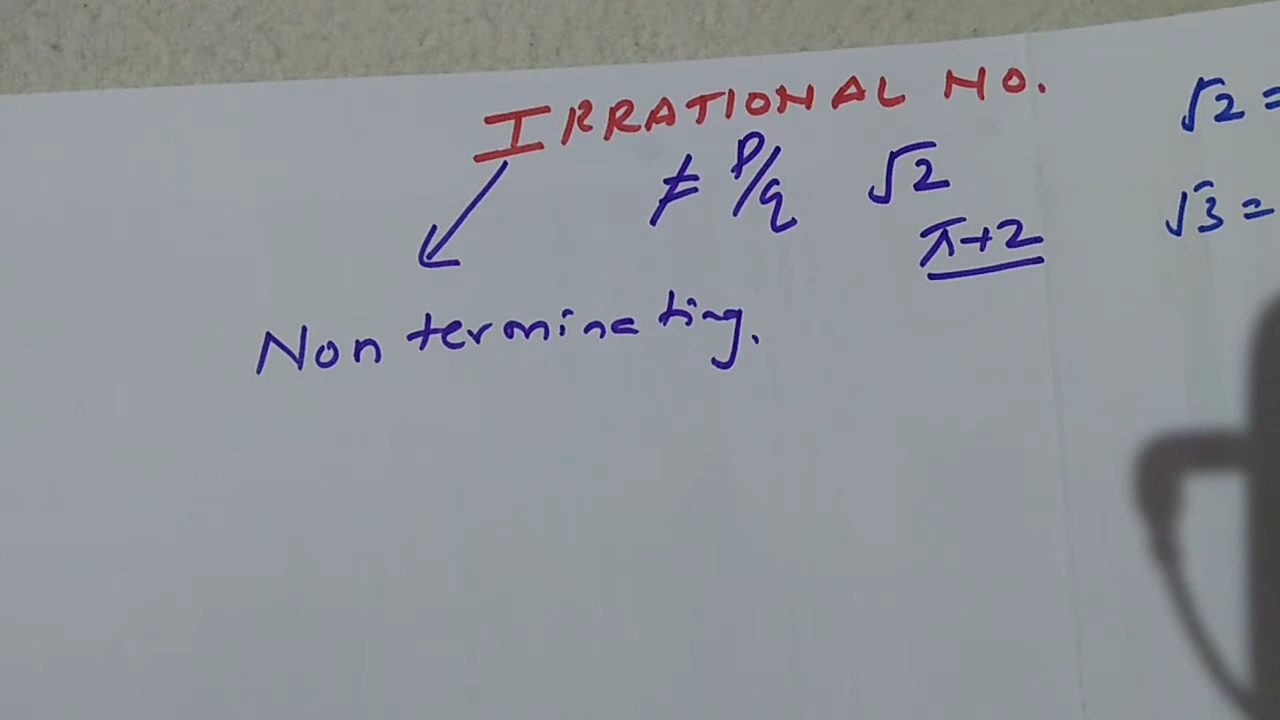 IRRATIONAL NO.
≠ P/q √2
π+2
√2 =
√3 =
Non terminating.